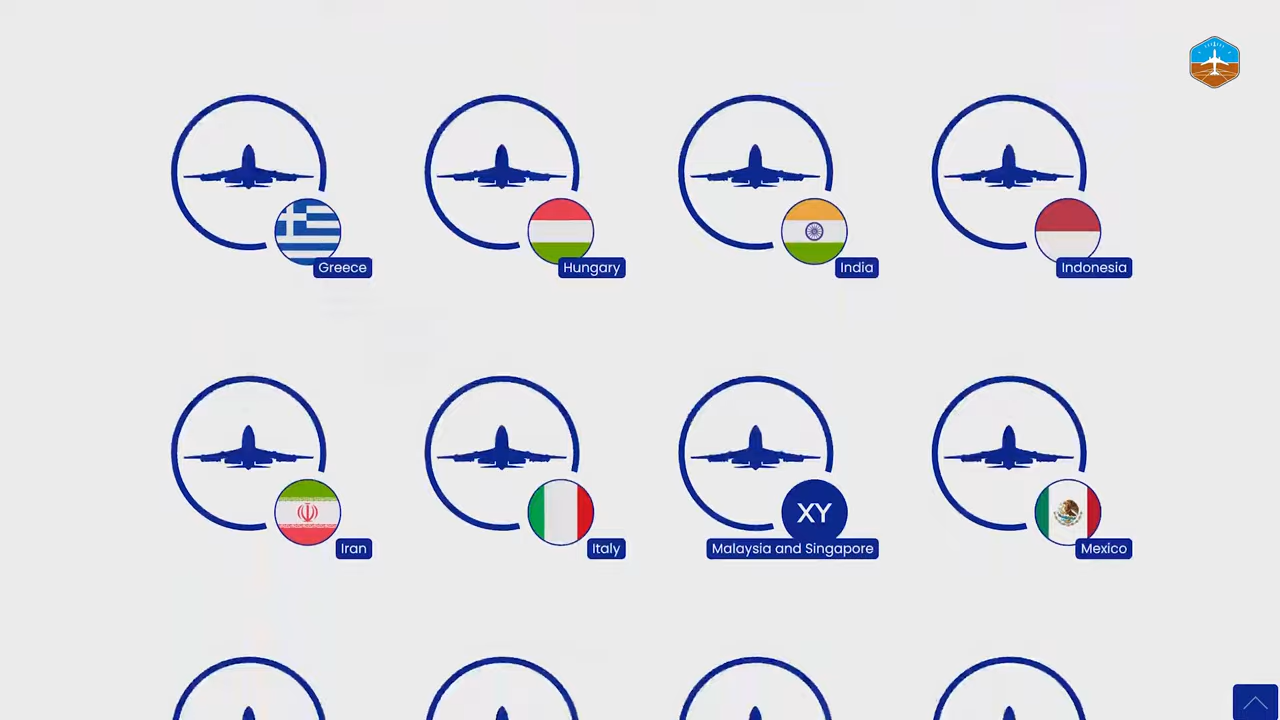 Greece
Hungary
India
Indonesia
Iran
Italy
XY
Malaysia and Singapore
Mexico